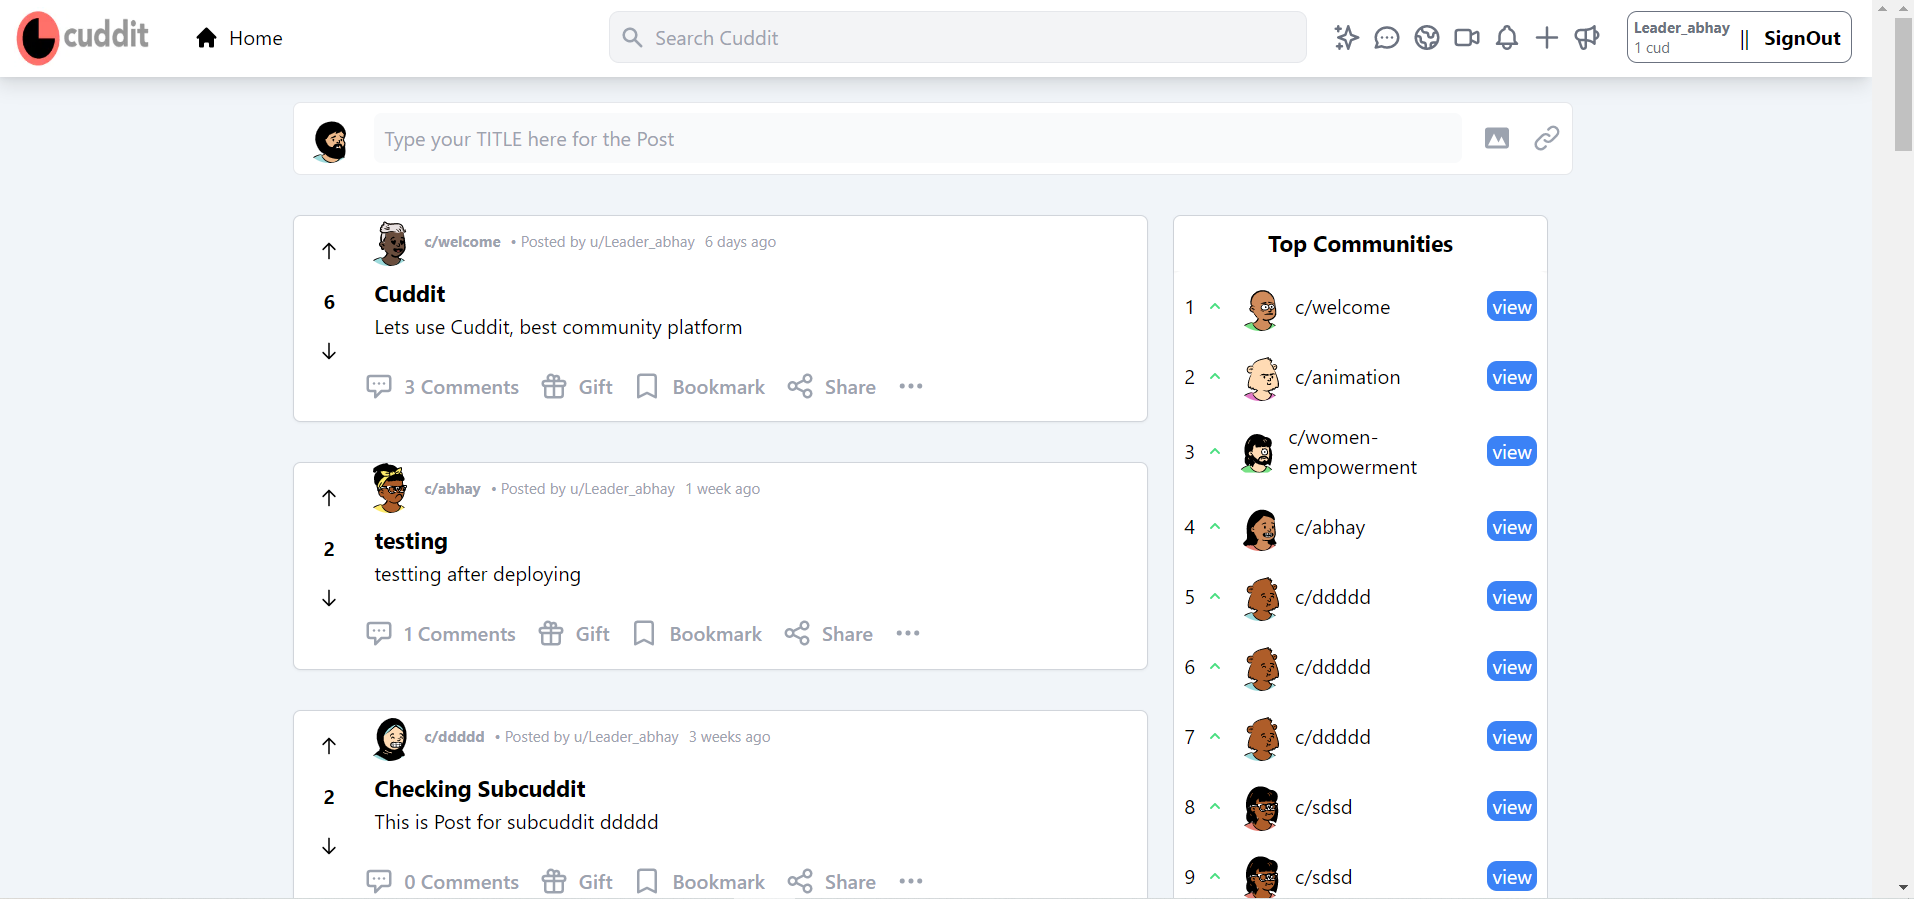 cuddit
Home
Search Cuddit
Leader_abhay
1 cud
||
SignOut
Type your TITLE here for the Post
c/welcome • Posted by u/Leader_abhay 6 days ago
6
Cuddit
Lets use Cuddit, best community platform
3 Comments Gift Bookmark Share •••
c/abhay • Posted by u/Leader_abhay 1 week ago
2
testing
testting after deploying
1 Comments Gift Bookmark Share •••
c/ddddd • Posted by u/Leader_abhay 3 weeks ago
2
Checking Subcuddit
This is Post for subcuddit ddddd
0 Comments Gift Bookmark Share •••
Top Communities
1 c/welcome view
2 c/animation view
3 c/women-
empowerment view
4 c/abhay view
5 c/ddddd view
6 c/ddddd view
7 c/ddddd view
8 c/sdsd view
9 c/sdsd view